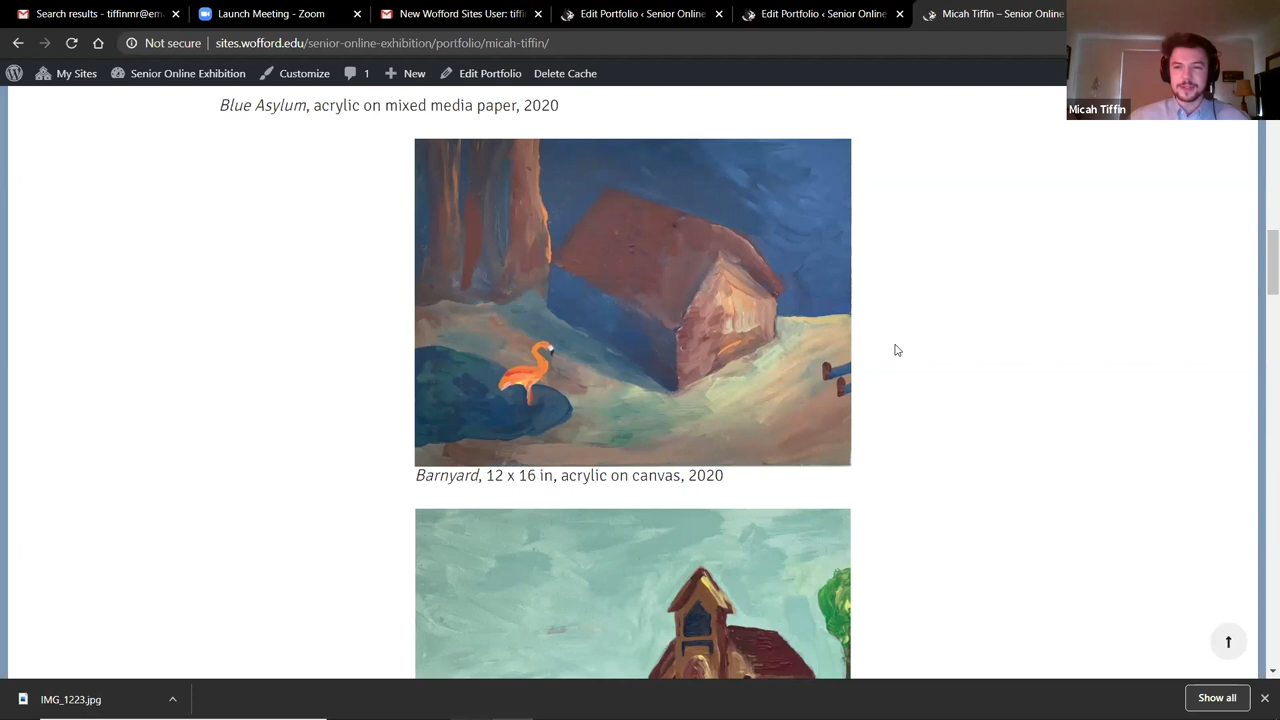 Search results - tiffinmr@em
Launch Meeting - Zoom
New Wofford Sites User: tiffi
Edit Portfolio ‹ Senior Online
Edit Portfolio ‹ Senior Online
Micah Tiffin – Senior Online
Not secure sites.wofford.edu/senior-online-exhibition/portfolio/micah-tiffin/
My Sites Senior Online Exhibition Customize 1 New Edit Portfolio Delete Cache
Micah Tiffin
Blue Asylum, acrylic on mixed media paper, 2020
Barnyard, 12 x 16 in, acrylic on canvas, 2020
IMG_1223.jpg
Show all